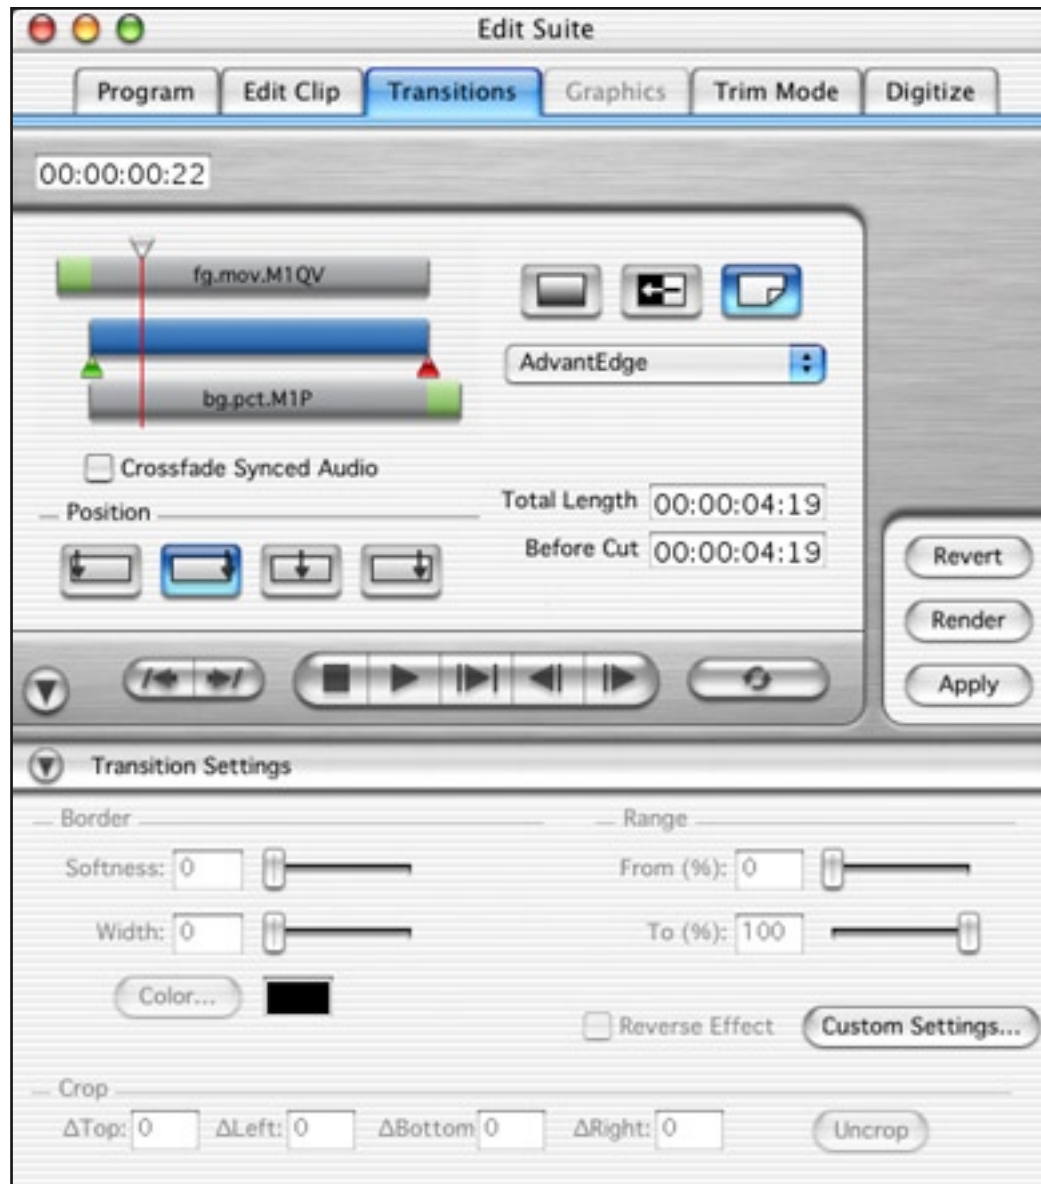 Edit Suite
Program Edit Clip Transitions Graphics Trim Mode Digitize
00:00:00:22
fg.mov.M1QV
AdvantEdge
bg.pct.M1P
Crossfade Synced Audio
Total Length 00:00:04:19
Position
Before Cut 00:00:04:19
Revert
Render
Apply
Transition Settings
Border Range
Softness: 0 From (%): 0
Width: 0 To (%): 100
Color...
Reverse Effect Custom Settings...
Crop
ΔTop: 0 ΔLeft: 0 ΔBottom 0 ΔRight: 0 Uncrop